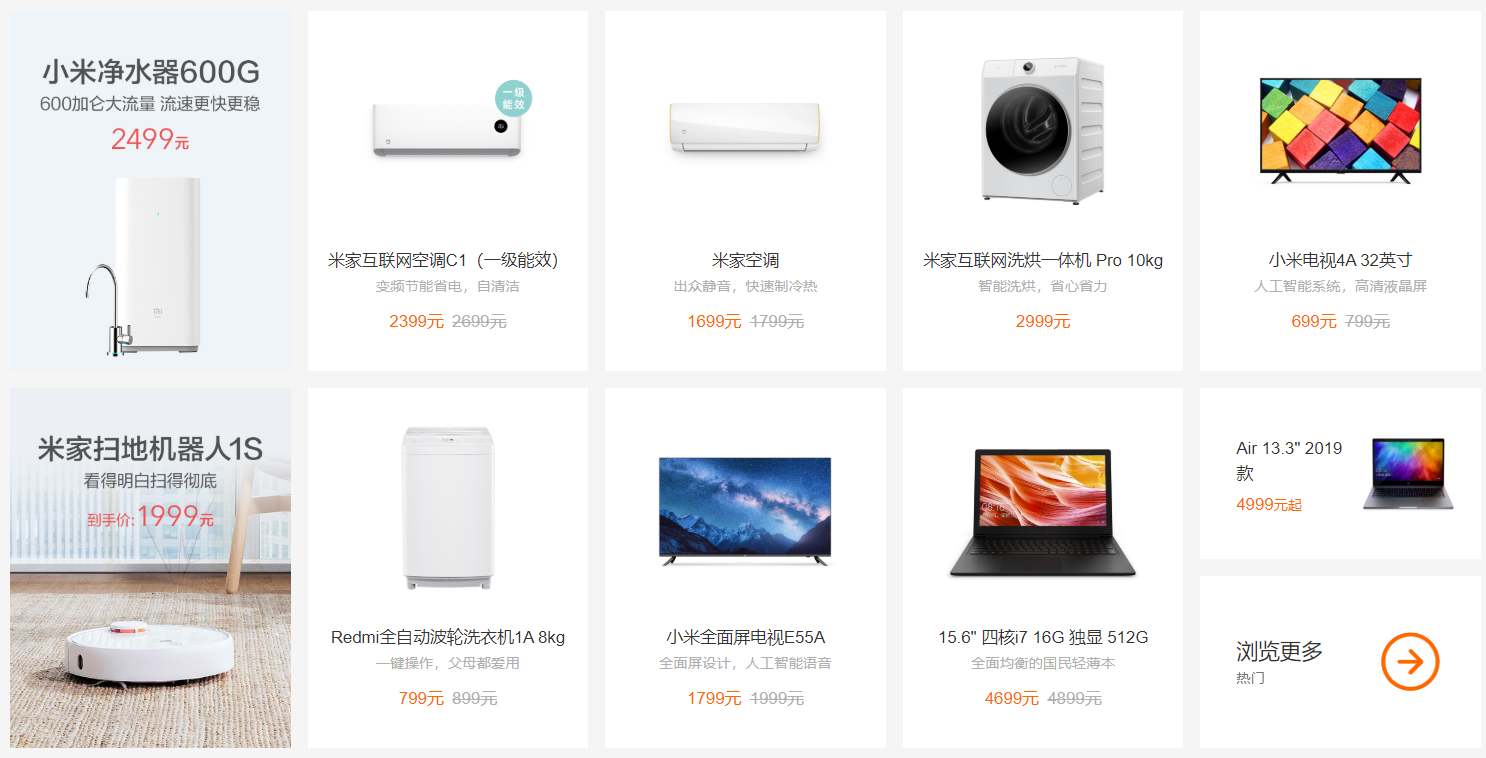 小米净水器600G
600加仑大流量 流速更快更稳
2499元
一级
能效
米家互联网空调C1（一级能效）
变频节能省电，自清洁
2399元 2699元
米家空调
出众静音，快速制冷热
1699元 1799元
米家互联网洗烘一体机 Pro 10kg
智能洗烘，省心省力
2999元
小米电视4A 32英寸
人工智能系统，高清液晶屏
699元 799元
米家扫地机器人1S
看得明白扫得彻底
到手价:1999元
Redmi全自动波轮洗衣机1A 8kg
一键操作，父母都爱用
799元 899元
小米全面屏电视E55A
全面屏设计，人工智能语音
1799元 1999元
15.6" 四核i7 16G 独显 512G
全面均衡的国民轻薄本
4699元 4899元
Air 13.3" 2019
款
4999元起
浏览更多
热门